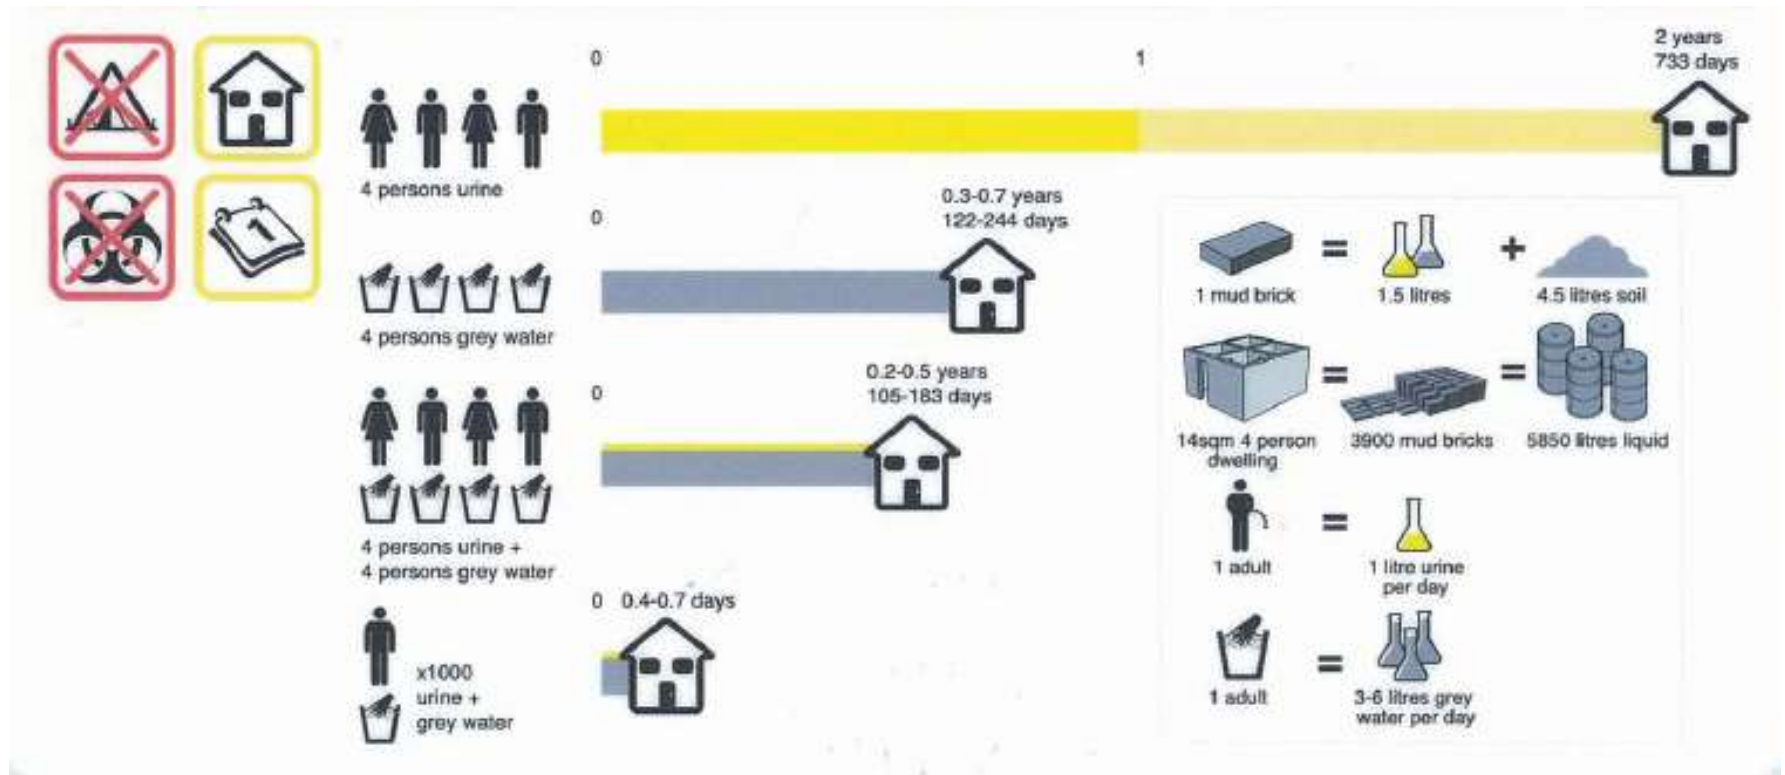 0
1
2 years
733 days
1
4 persons urine
0
0.3-0.7 years
122-244 days
4 persons grey water
0
0.2-0.5 years
105-183 days
4 persons urine +
4 persons grey water
0
0.4-0.7 days
x1000
urine +
grey water
=
+
1 mud brick
1.5 litres
4.5 litres soil
=
=
14sqm 4 person
dwelling
3900 mud bricks
5850 litres liquid
=
1 adult
1 litre urine
per day
=
1 adult
3-6 litres grey
water per day